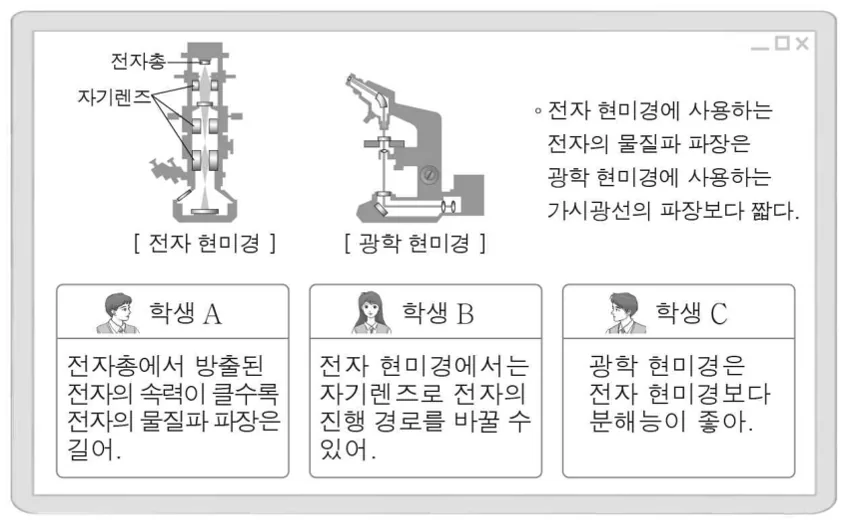 전자총
자기렌즈
[ 전자 현미경 ]
[ 광학 현미경 ]
◦ 전자 현미경에 사용하는
전자의 물질파 파장은
광학 현미경에 사용하는
가시광선의 파장보다 짧다.
학생 A
전자총에서 방출된
전자의 속력이 클수록
전자의 물질파 파장은
길어.
학생 B
전자 현미경에서는
자기렌즈로 전자의
진행 경로를 바꿀 수
있어.
학생 C
광학 현미경은
전자 현미경보다
분해능이 좋아.